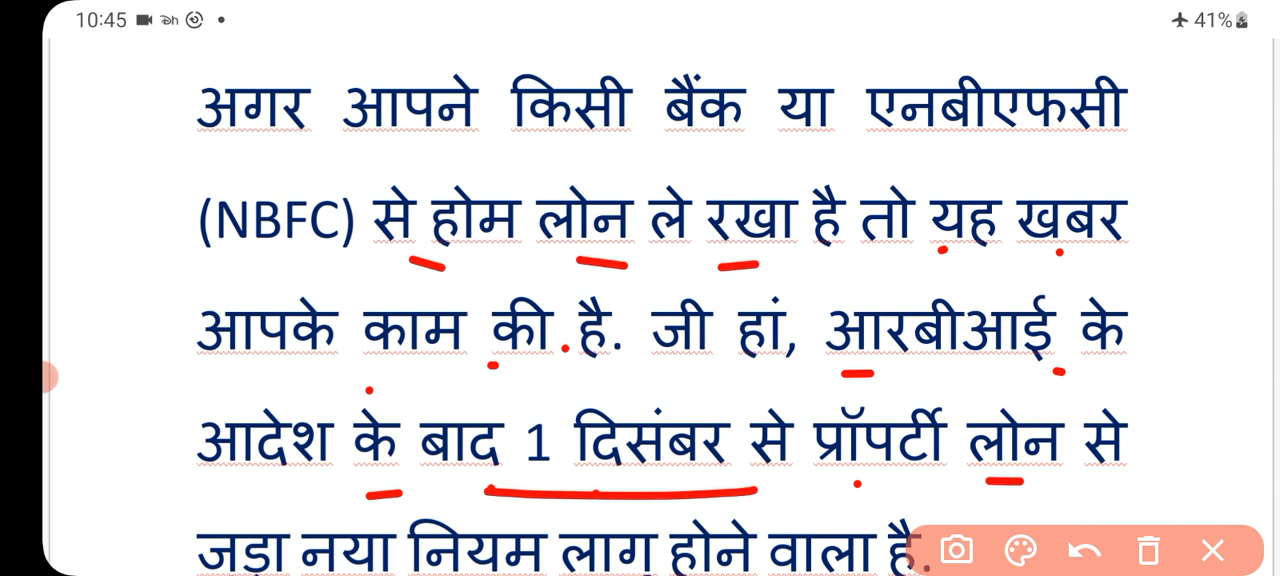 10:45
41%
अगर आपने किसी बैंक या एनबीएफसी
(NBFC) से होम लोन ले रखा है तो यह खबर
आपके काम की है. जी हां, आरबीआई के
आदेश के बाद 1 दिसंबर से प्रॉपर्टी लोन से
जुड़ा नया नियम लागू होने वाला है.